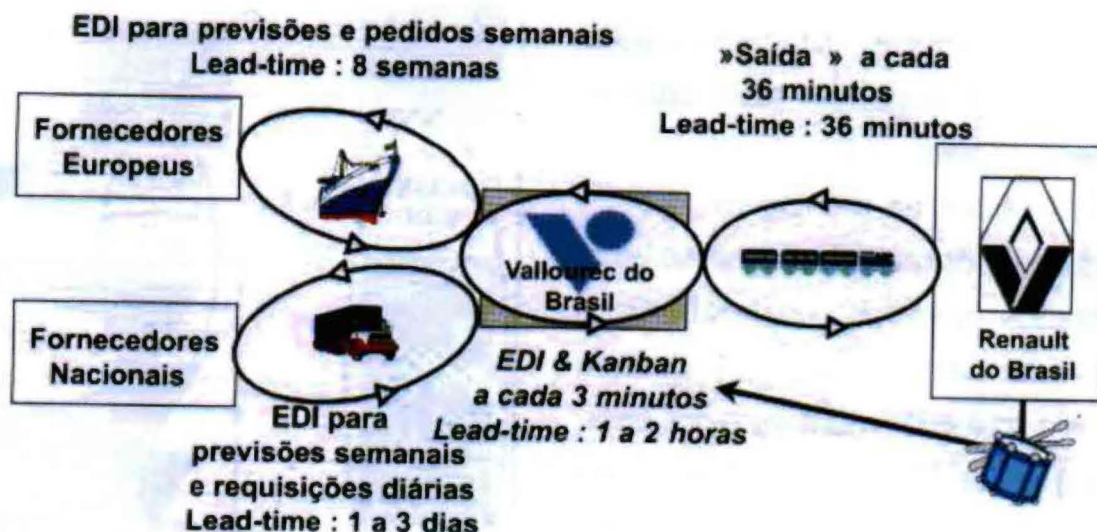 EDI para previsões e pedidos semanais
Lead-time : 8 semanas
»Saída » a cada
36 minutos
Lead-time : 36 minutos
Fornecedores
Europeus
Vallourec do
Brasil
Renault
do Brasil
Fornecedores
Nacionais
EDI & Kanban
a cada 3 minutos
Lead-time : 1 a 2 horas
EDI para
previsões semanais
e requisições diárias
Lead-time : 1 a 3 dias